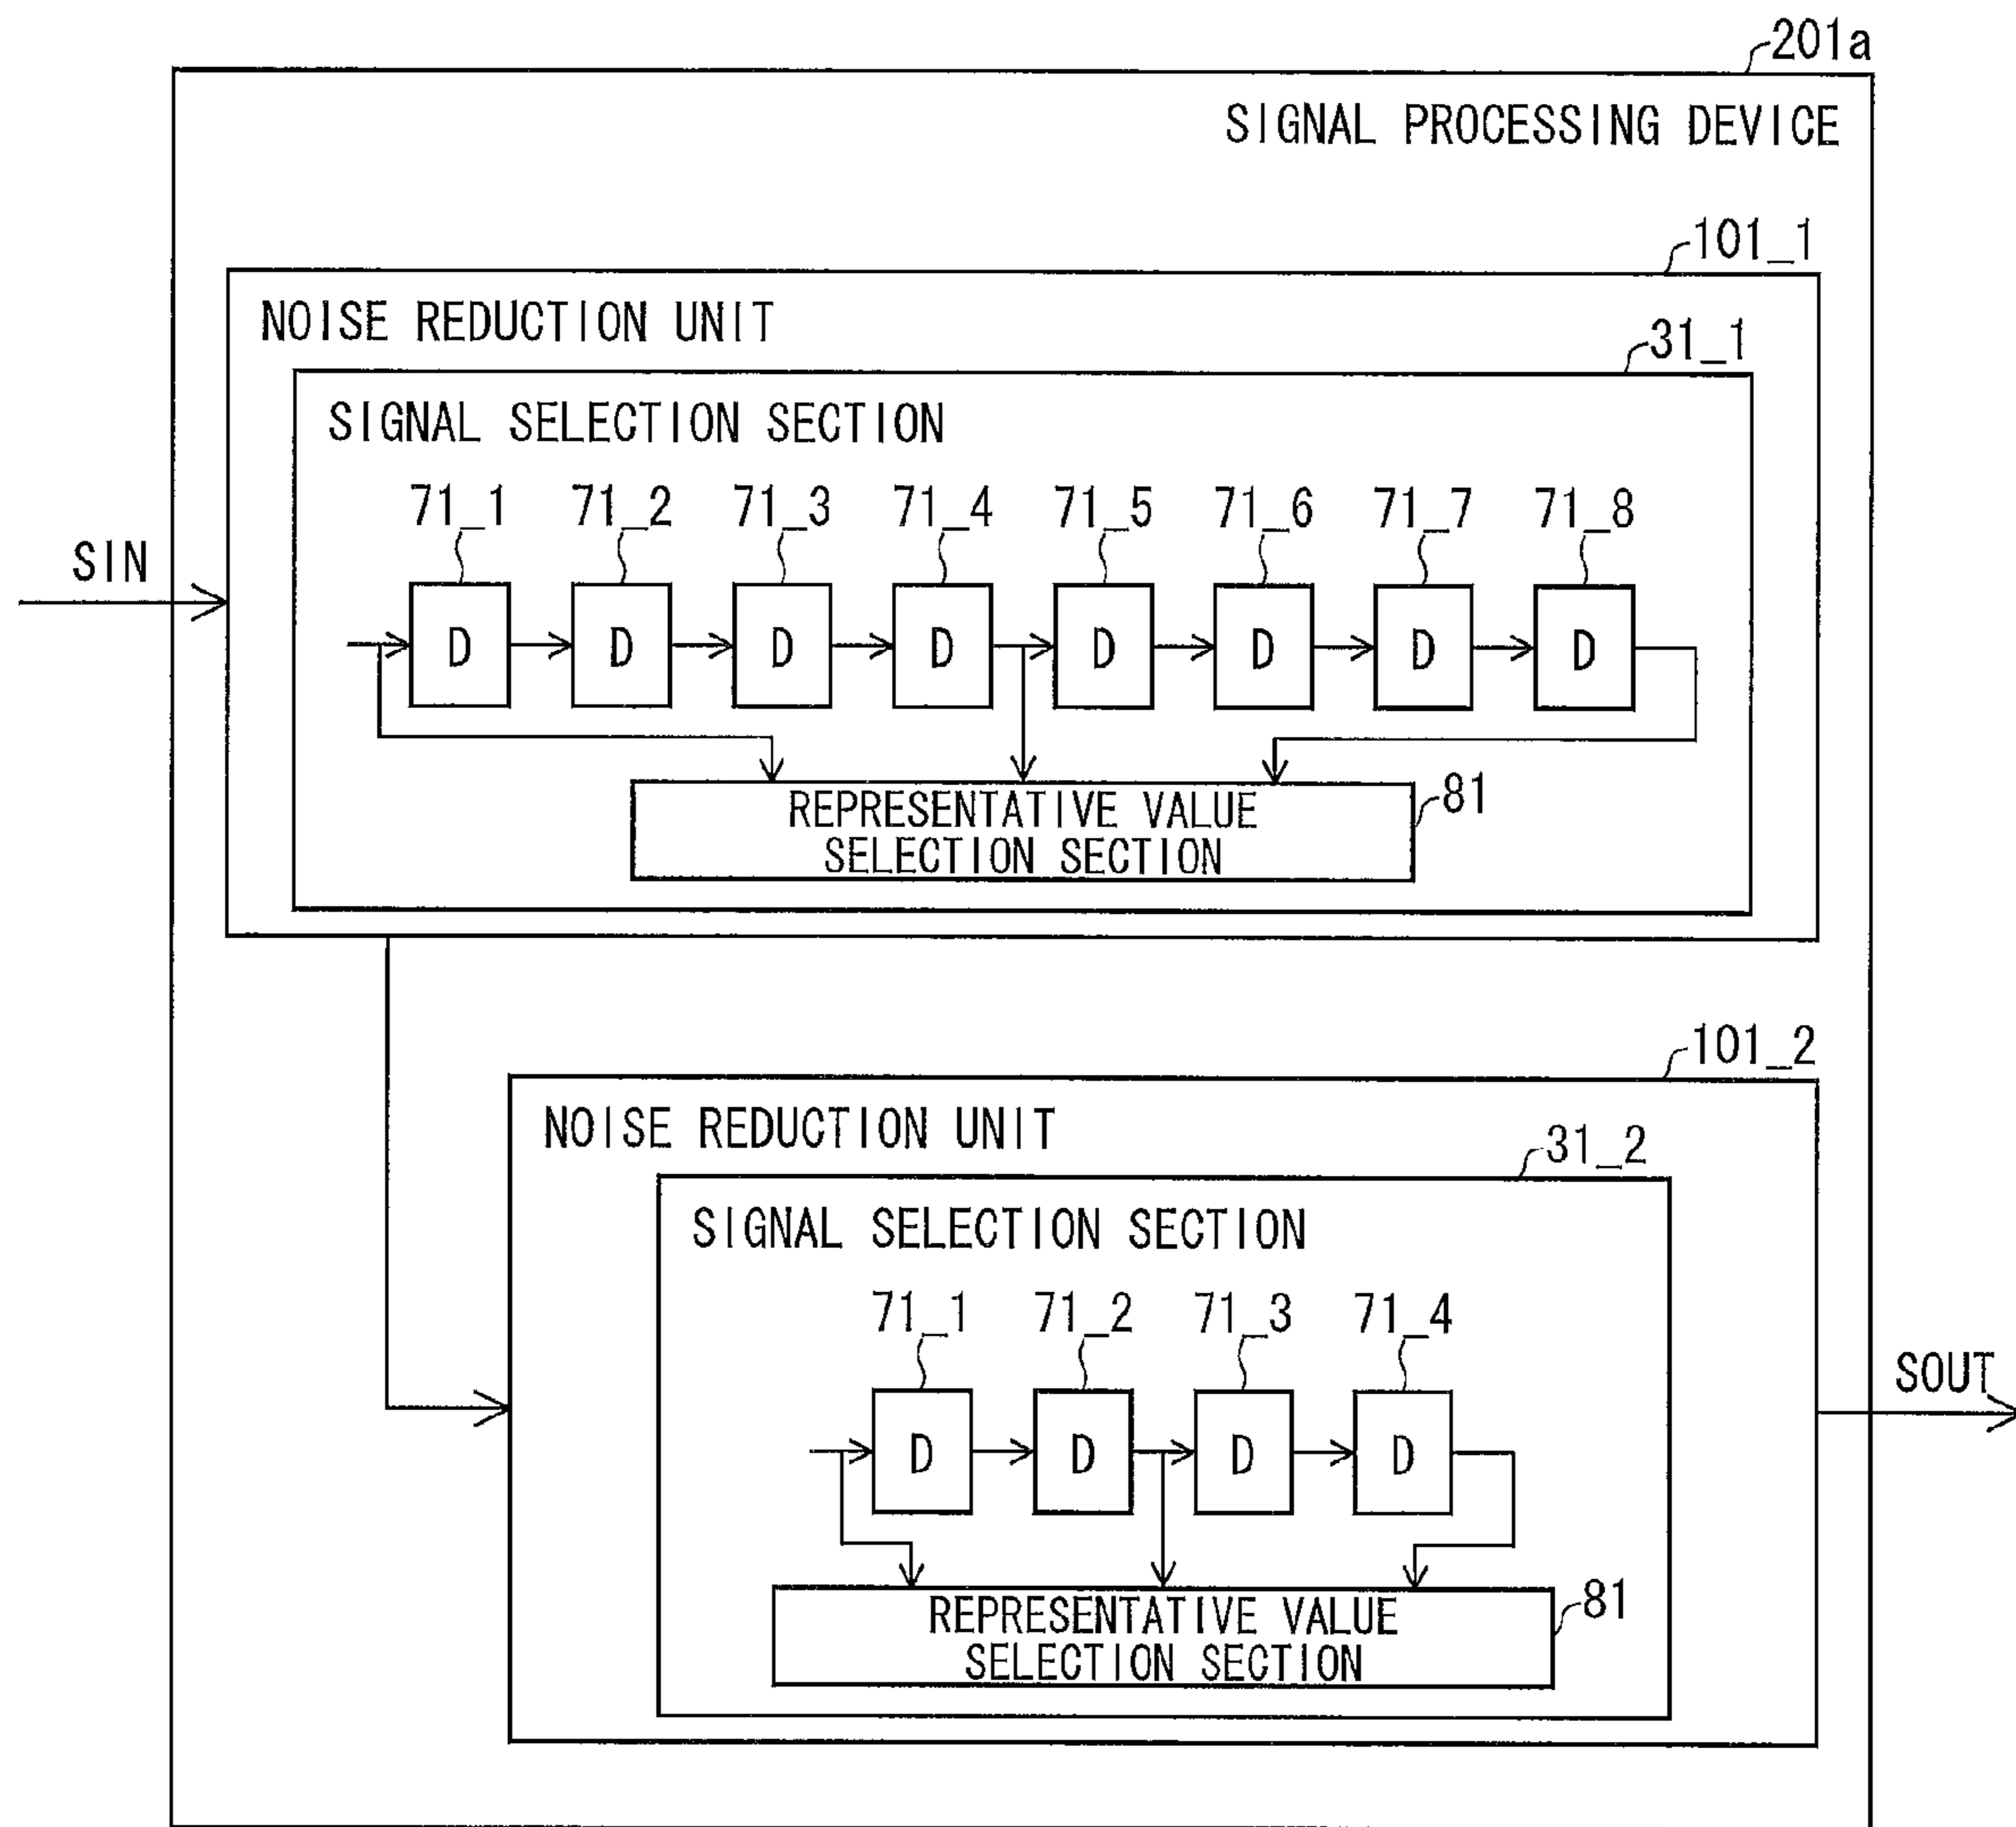 201a
SIGNAL PROCESSING DEVICE
101_1
NOISE REDUCTION UNIT
31_1
SIGNAL SELECTION SECTION
71_1 71_2 71_3 71_4 71_5 71_6 71_7 71_8
SIN
D D D D D D D D
81
REPRESENTATIVE VALUE
SELECTION SECTION
101_2
NOISE REDUCTION UNIT
31_2
SIGNAL SELECTION SECTION
71_1 71_2 71_3 71_4
SOUT
D D D D
81
REPRESENTATIVE VALUE
SELECTION SECTION